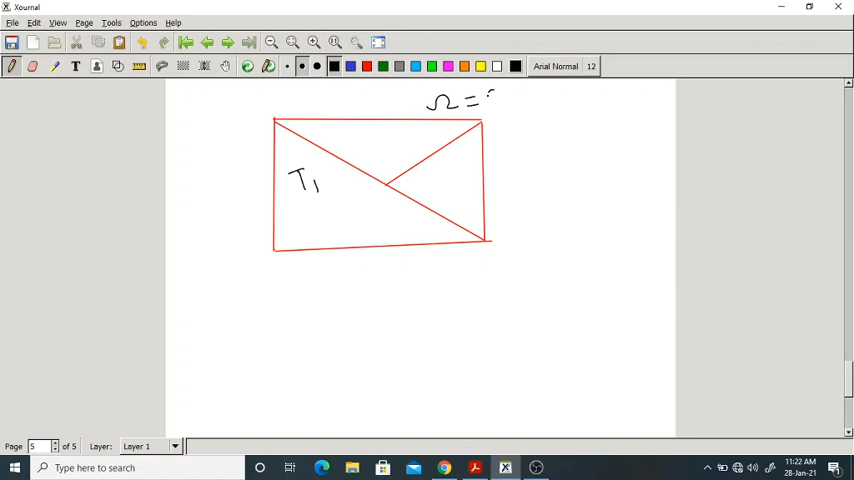 Xournal
File Edit View Page Tools Options Help
T Arial Normal 12
Ω =
T1
Page 5 of 5 Layer: Layer 1
Type here to search
11:22 AM
28-Jan-21